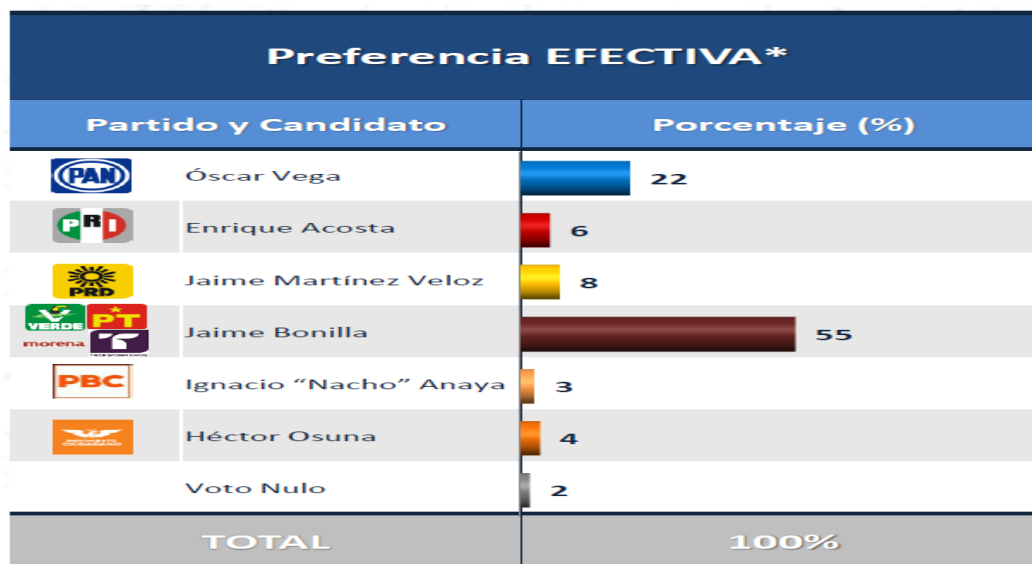 Preferencia EFECTIVA*
Partido y Candidato Porcentaje (%)
PAN Óscar Vega 22
PRI Enrique Acosta 6
PRD Jaime Martínez Veloz 8
VERDE PT morena T Jaime Bonilla 55
PBC Ignacio “Nacho” Anaya 3
Héctor Osuna 4
Voto Nulo 2
TOTAL 100%